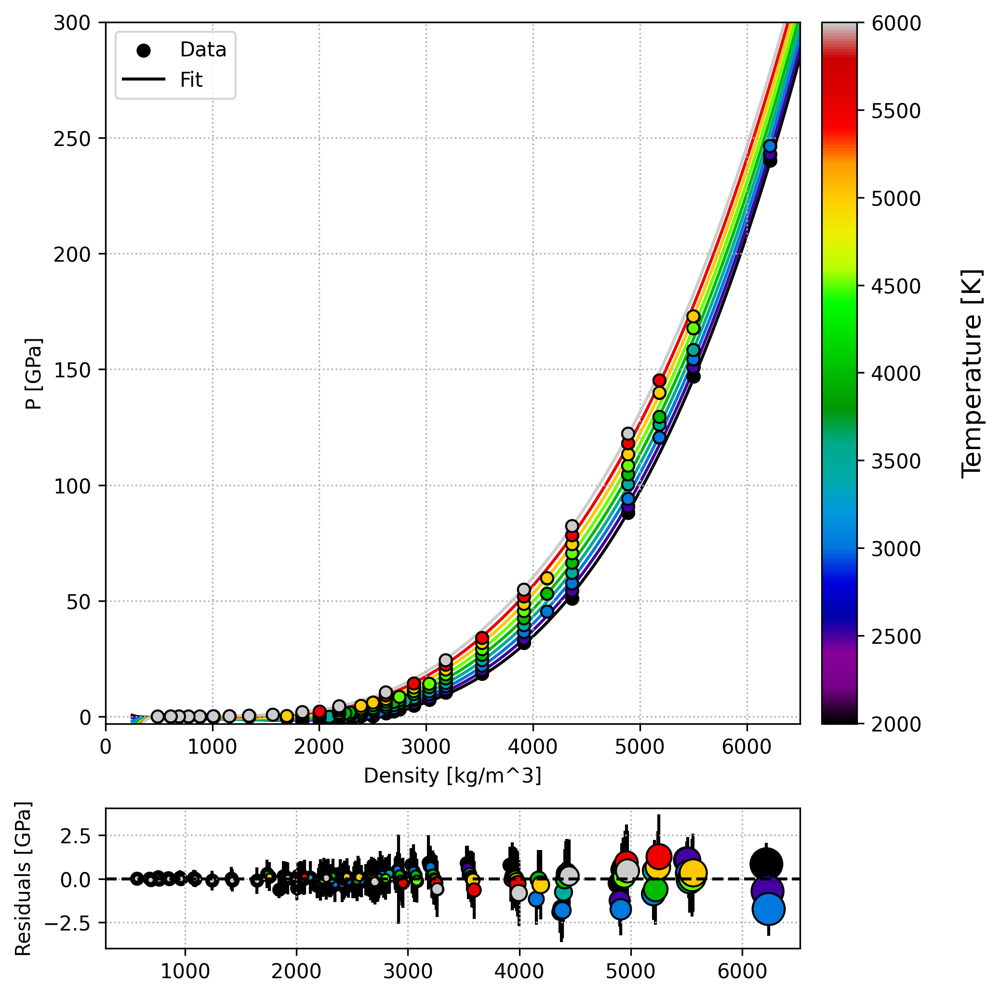 300
250
200
150
100
50
0
P [GPa]
Data
Fit
0 1000 2000 3000 4000 5000 6000
Density [kg/m^3]
6000
5500
5000
4500
4000
3500
3000
2500
2000
Temperature [K]
2.5
0.0
−2.5
Residuals [GPa]
1000 2000 3000 4000 5000 6000